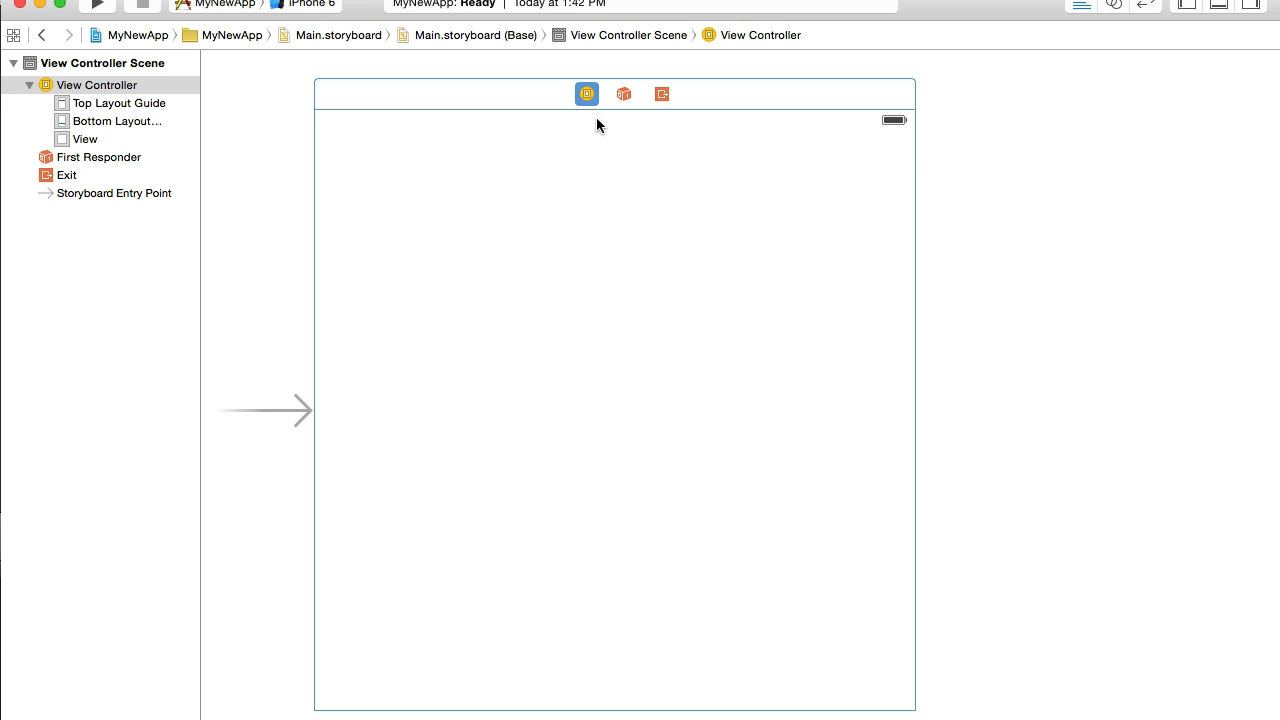 MyNewApp iPhone 6 MyNewApp: Ready | Today at 1:42 PM
MyNewApp MyNewApp Main.storyboard Main.storyboard (Base) View Controller Scene View Controller
View Controller Scene
View Controller
Top Layout Guide
Bottom Layout...
View
First Responder
Exit
Storyboard Entry Point